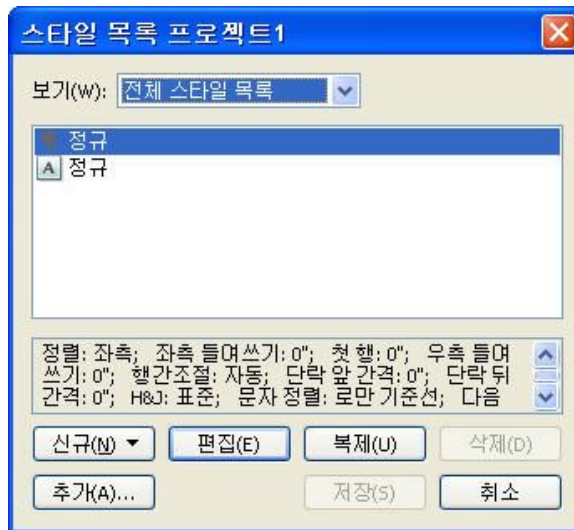 스타일 목록 프로젝트1
보기(W): 전체 스타일 목록
정규
A 정규
정렬: 좌측; 좌측 들여쓰기: 0"; 첫 행: 0"; 우측 들여
쓰기: 0"; 행간조절: 자동; 단락 앞 간격: 0"; 단락 뒤
간격: 0"; H&J: 표준; 문자 정렬: 로만 기준선; 다음
신규(N) 편집(E) 복제(U) 삭제(D)
추가(A)... 저장(S) 취소